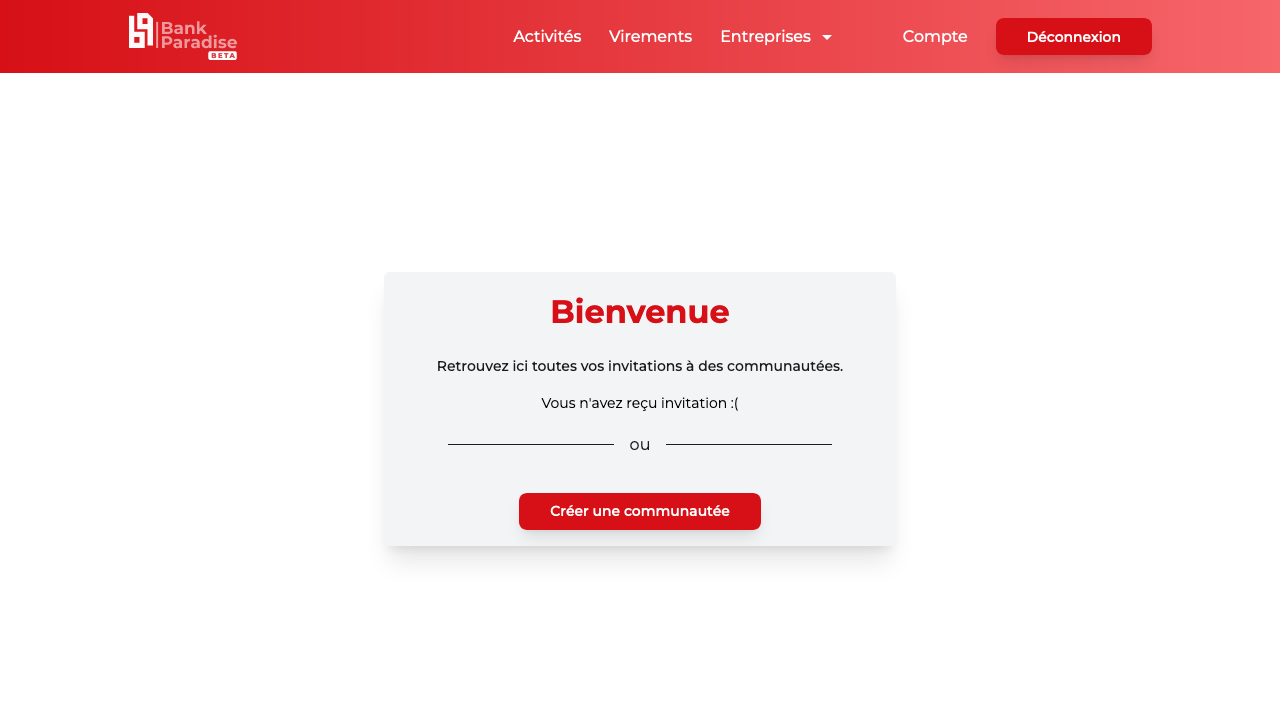 Bank
Paradise
BETA
Activités
Virements
Entreprises
Compte
Déconnexion
Bienvenue
Retrouvez ici toutes vos invitations à des communautées.
Vous n'avez reçu invitation :(
ou
Créer une communautée